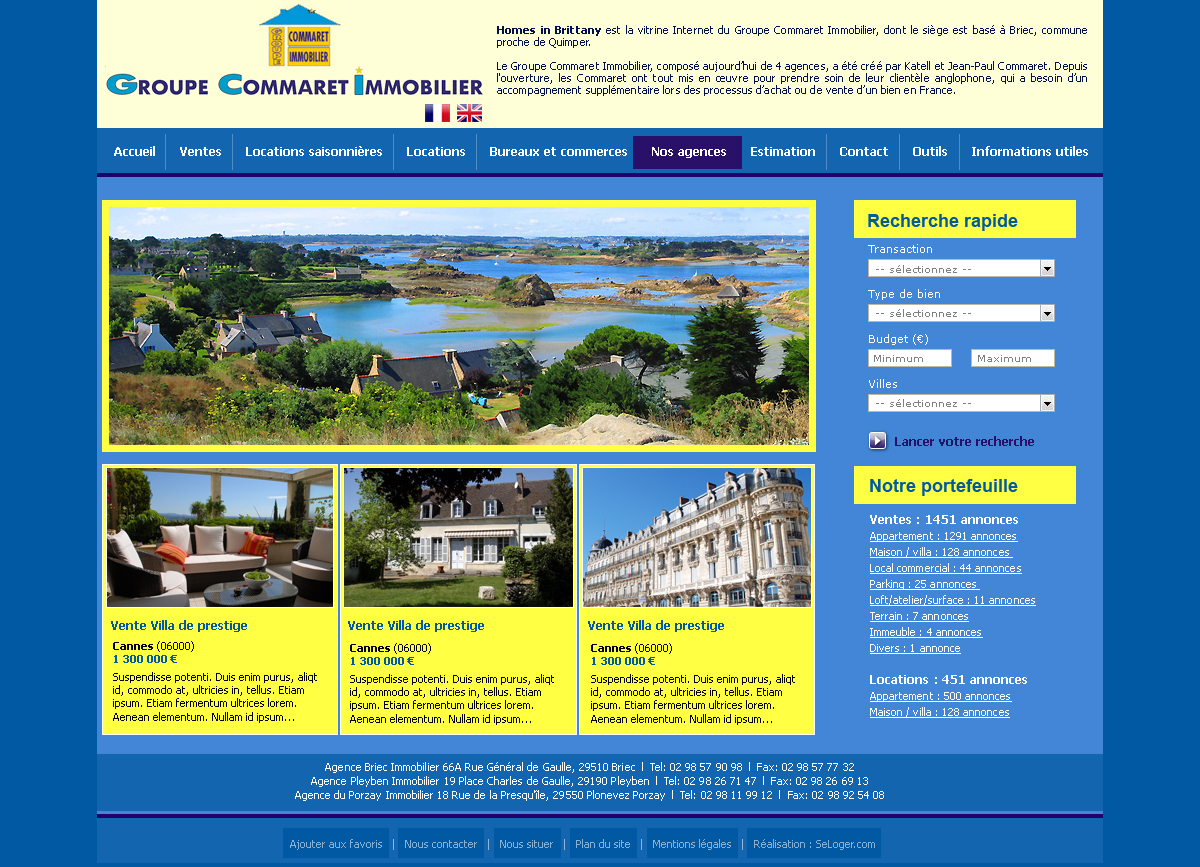 COMMARET
GROUPE
IMMOBILIER
GROUPE COMMARET IMMOBILIER
Homes in Brittany est la vitrine Internet du Groupe Commaret Immobilier, dont le siège est basé à Briec, commune
proche de Quimper.
Le Groupe Commaret Immobilier, composé aujourd'hui de 4 agences, a été créé par Katell et Jean-Paul Commaret. Depuis
l'ouverture, les Commaret ont tout mis en œuvre pour prendre soin de leur clientèle anglophone, qui a besoin d'un
accompagnement supplémentaire lors des processus d'achat ou de vente d'un bien en France.
Accueil Ventes Locations saisonnières Locations Bureaux et commerces Nos agences Estimation Contact Outils Informations utiles
Recherche rapide
Transaction
-- sélectionnez --
Type de bien
-- sélectionnez --
Budget (€)
Minimum Maximum
Villes
-- sélectionnez --
Lancer votre recherche
Notre portefeuille
Ventes : 1451 annonces
Appartement : 1291 annonces
Maison / villa : 128 annonces
Local commercial : 44 annonces
Parking : 25 annonces
Loft/atelier/surface : 11 annonces
Terrain : 7 annonces
Immeuble : 4 annonces
Divers : 1 annonce
Locations : 451 annonces
Appartement : 500 annonces
Maison / villa : 128 annonces
Vente Villa de prestige
Cannes (06000)
1 300 000 €
Suspendisse potenti. Duis enim purus, aliqt
id, commodo at, ultricies in, tellus. Etiam
ipsum. Etiam fermentum ultrices lorem.
Aenean elementum. Nullam id ipsum...
Vente Villa de prestige
Cannes (06000)
1 300 000 €
Suspendisse potenti. Duis enim purus, aliqt
id, commodo at, ultricies in, tellus. Etiam
ipsum. Etiam fermentum ultrices lorem.
Aenean elementum. Nullam id ipsum...
Vente Villa de prestige
Cannes (06000)
1 300 000 €
Suspendisse potenti. Duis enim purus, aliqt
id, commodo at, ultricies in, tellus. Etiam
ipsum. Etiam fermentum ultrices lorem.
Aenean elementum. Nullam id ipsum...
Agence Briec Immobilier 66A Rue Général de Gaulle, 29510 Briec | Tel: 02 98 57 90 98 | Fax: 02 98 57 77 32
Agence Pleyben Immobilier 19 Place Charles de Gaulle, 29190 Pleyben | Tel: 02 98 26 71 47 | Fax: 02 98 26 69 13
Agence du Porzay Immobilier 18 Rue de la Presqu'île, 29550 Plonevez Porzay | Tel: 02 98 11 99 12 | Fax: 02 98 92 54 08
Ajouter aux favoris | Nous contacter | Nous situer | Plan du site | Mentions légales | Réalisation : SeLoger.com